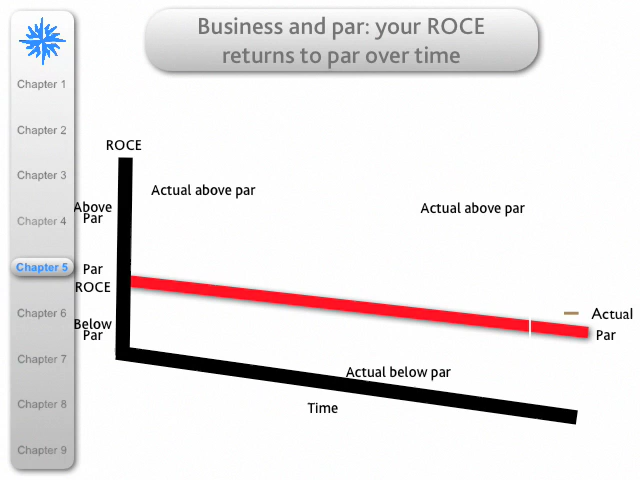 Business and par: your ROCE
returns to par over time
Chapter 1
Chapter 2
Chapter 3
Chapter 4
Chapter 5
Chapter 6
Chapter 7
Chapter 8
Chapter 9
ROCE
Actual above par
Actual above par
Above
Par
Par
ROCE
Below
Par
Actual
Par
Actual below par
Time